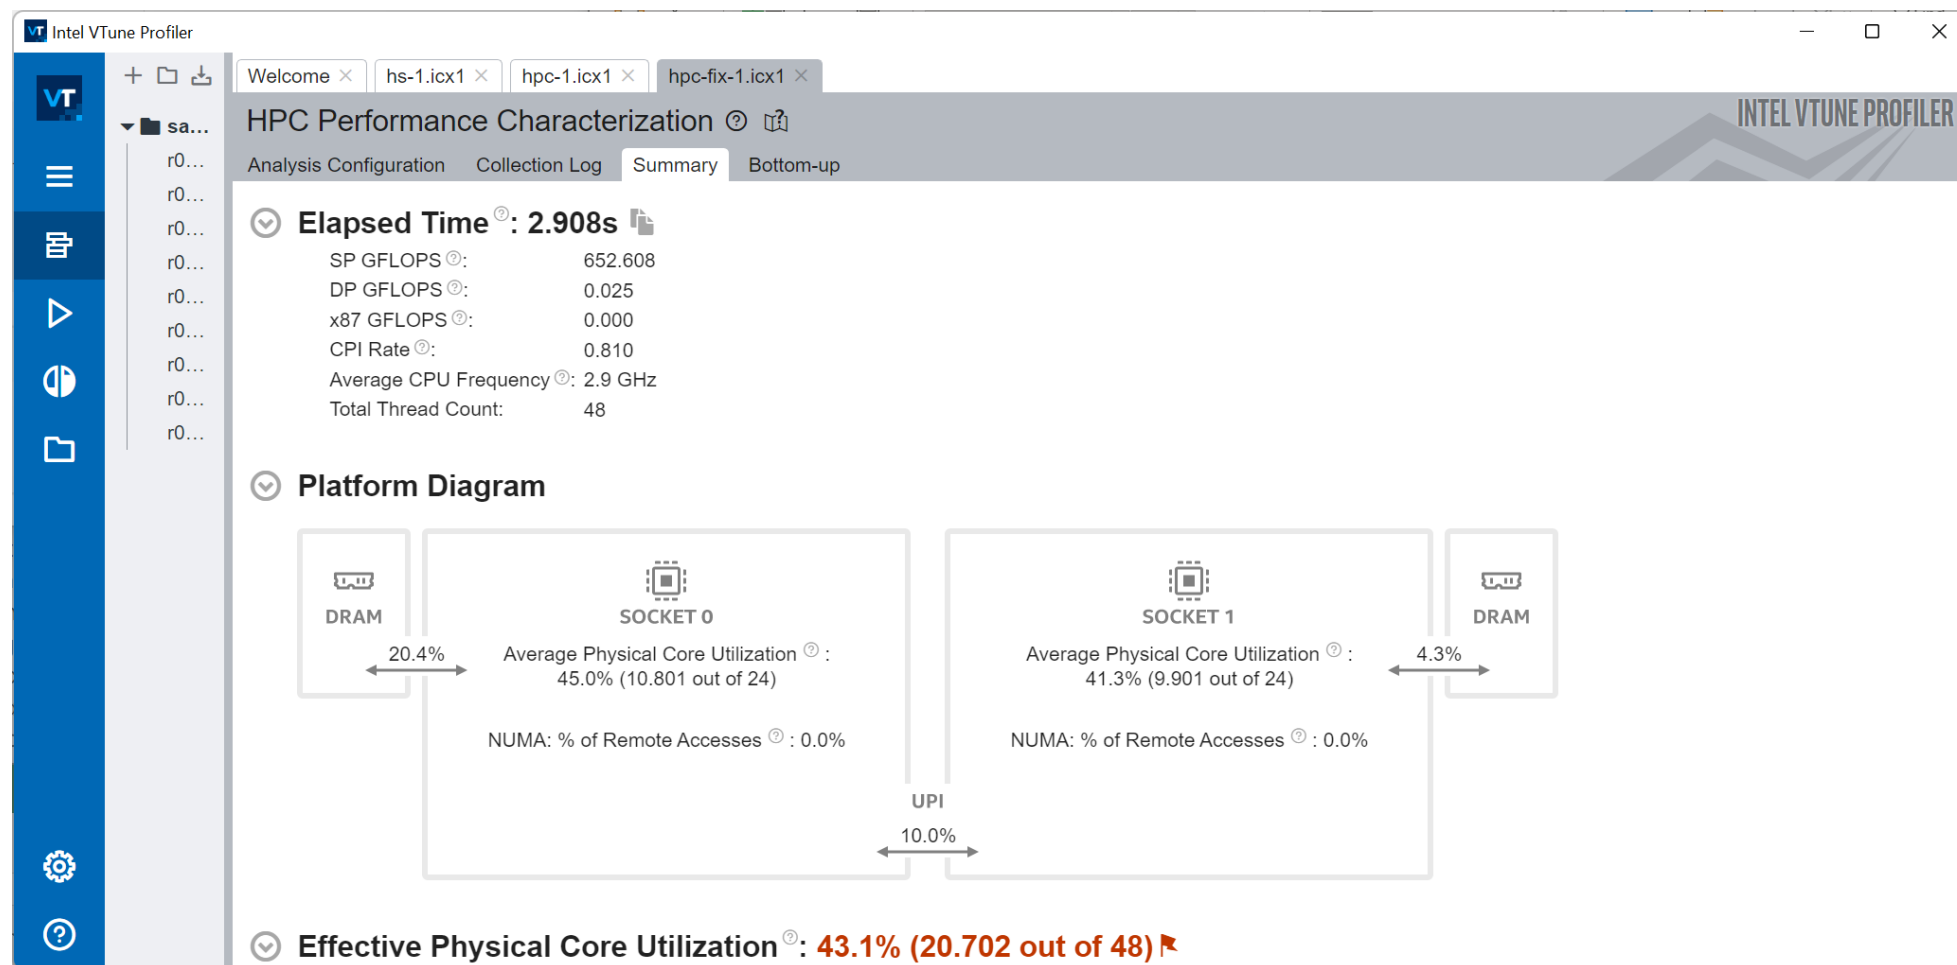 VT Intel VTune Profiler
VT
sa...
r0...
r0...
r0...
r0...
r0...
r0...
r0...
r0...
r0...
Welcome
hs-1.icx1
hpc-1.icx1
hpc-fix-1.icx1
HPC Performance Characterization
INTEL VTUNE PROFILER
Analysis Configuration
Collection Log
Summary
Bottom-up
Elapsed Time : 2.908s
SP GFLOPS : 652.608
DP GFLOPS : 0.025
x87 GFLOPS : 0.000
CPI Rate : 0.810
Average CPU Frequency : 2.9 GHz
Total Thread Count: 48
Platform Diagram
DRAM
20.4%
SOCKET 0
Average Physical Core Utilization :
45.0% (10.801 out of 24)
NUMA: % of Remote Accesses : 0.0%
UPI
10.0%
SOCKET 1
Average Physical Core Utilization :
41.3% (9.901 out of 24)
NUMA: % of Remote Accesses : 0.0%
DRAM
4.3%
Effective Physical Core Utilization : 43.1% (20.702 out of 48)